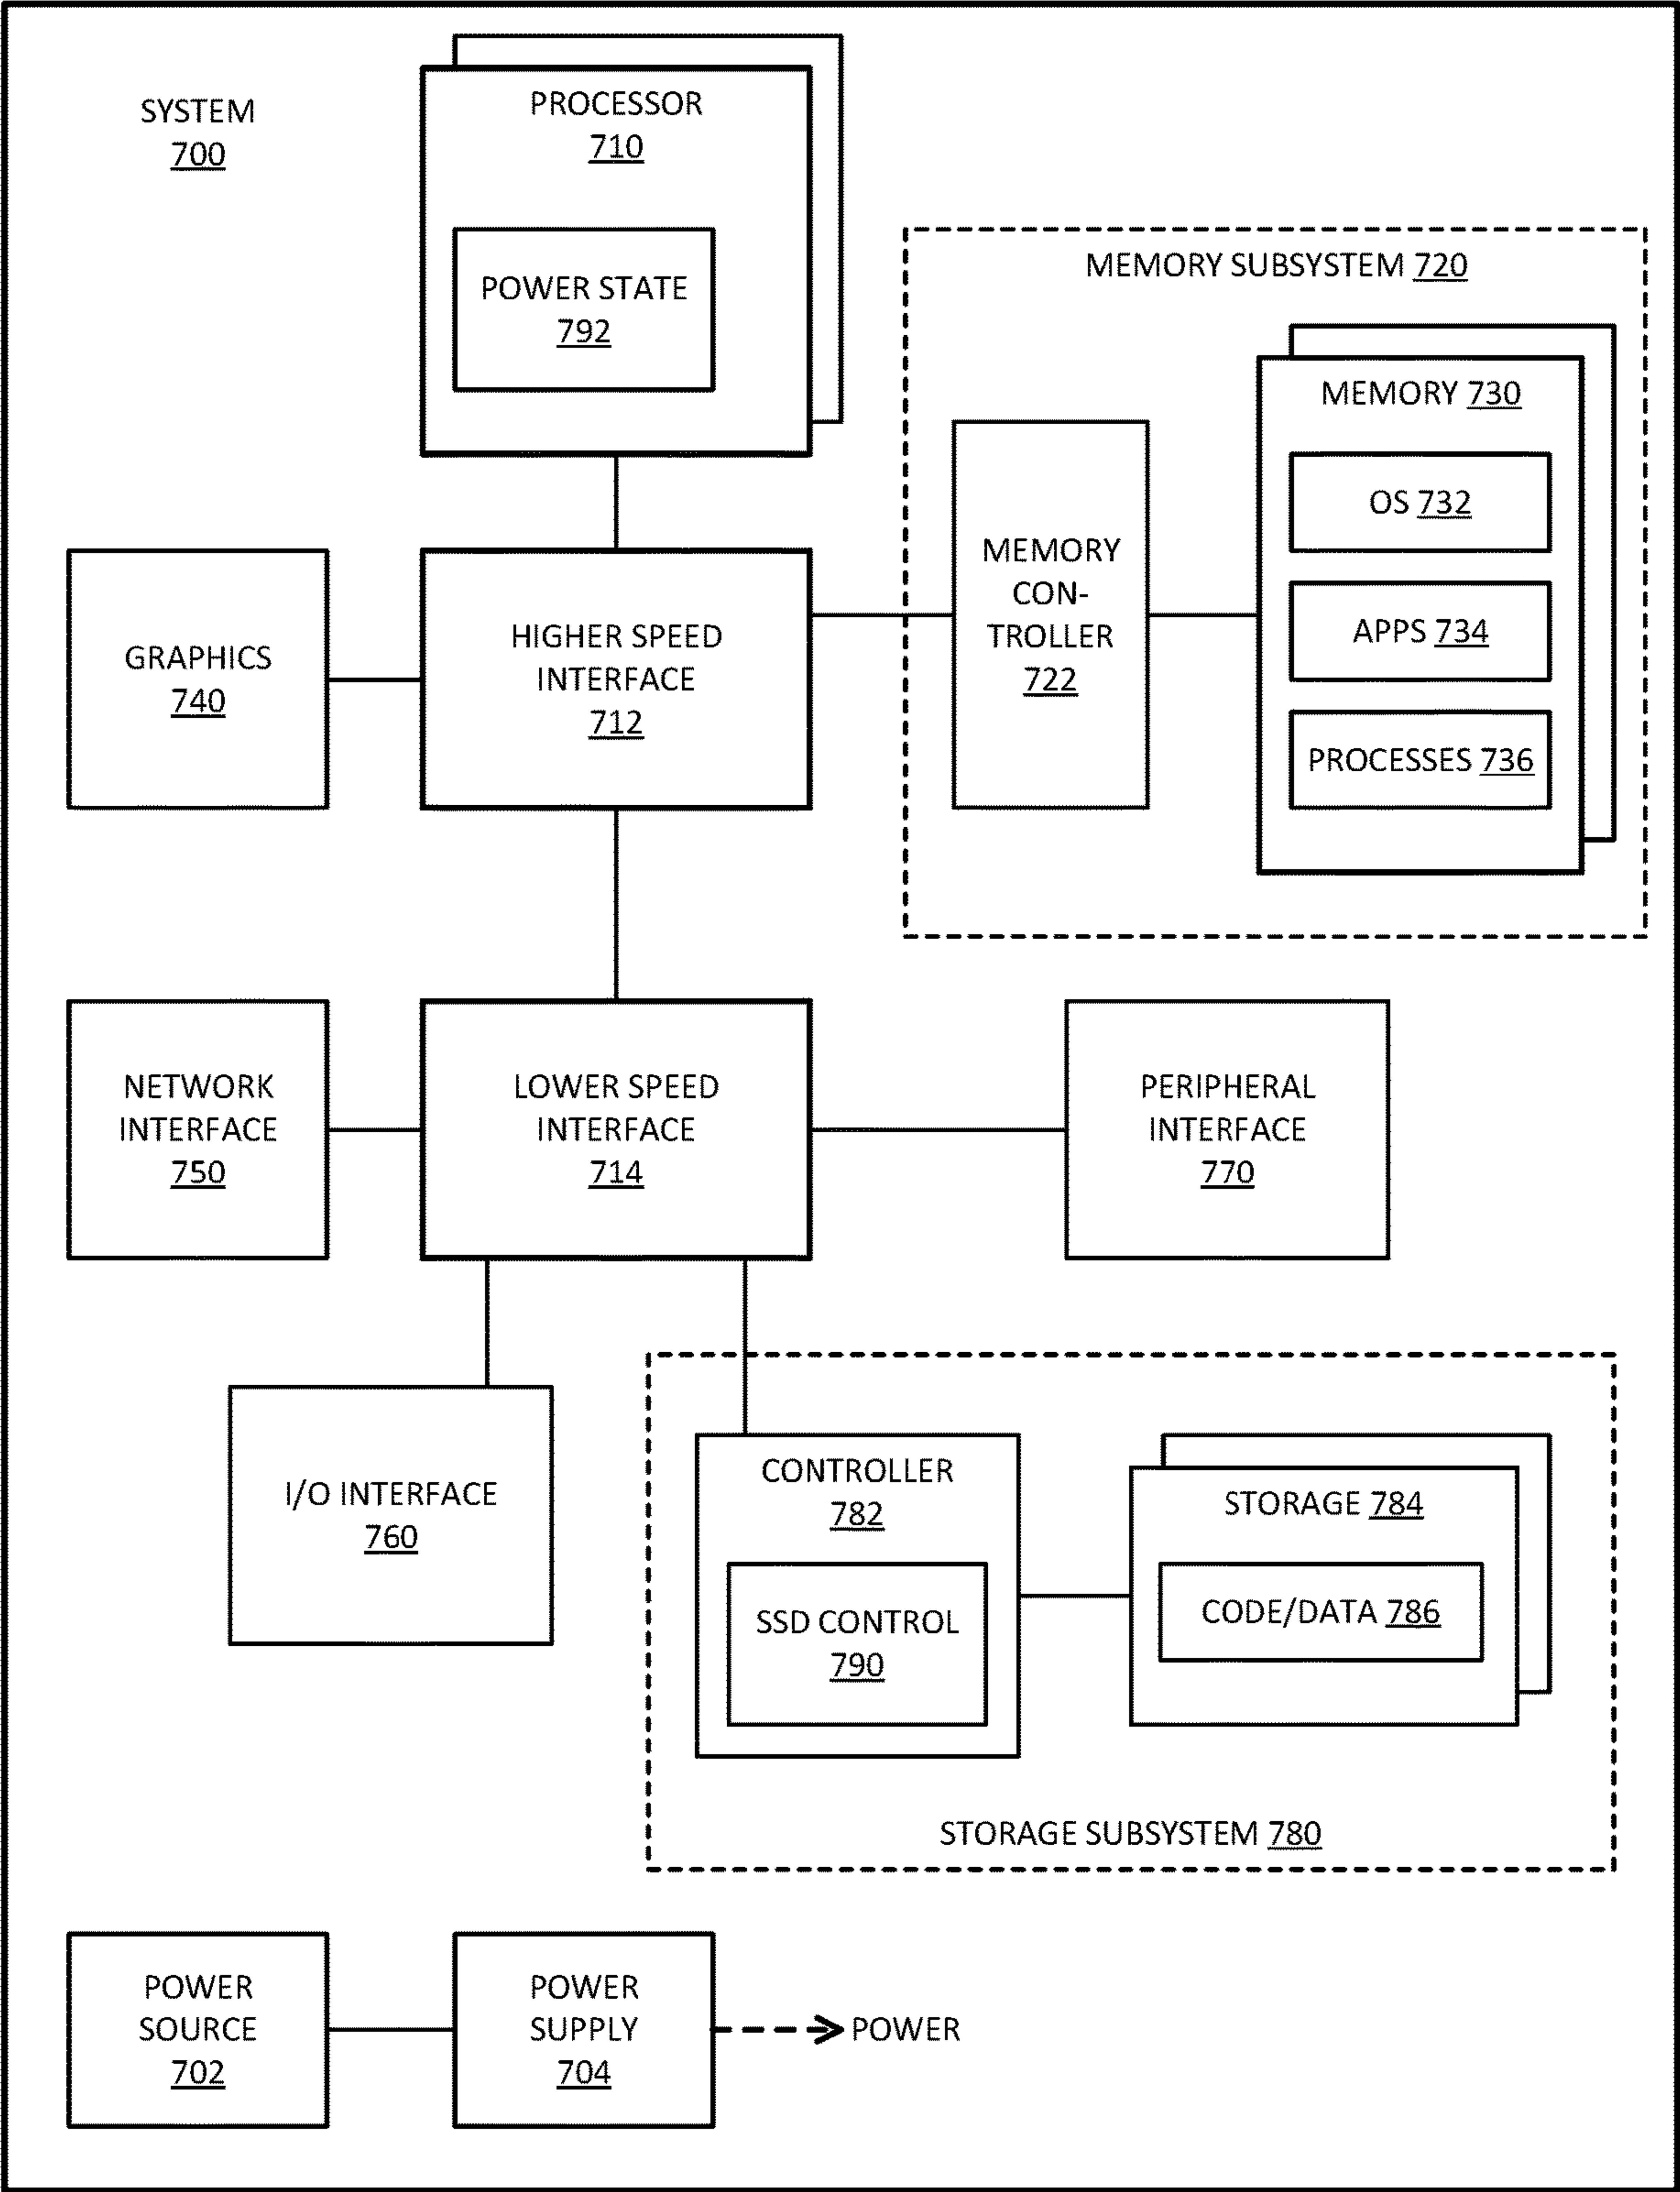 SYSTEM
700
PROCESSOR
710
POWER STATE
792
MEMORY SUBSYSTEM 720
MEMORY 730
OS 732
APPS 734
PROCESSES 736
MEMORY
CON-
TROLLER
722
GRAPHICS
740
HIGHER SPEED
INTERFACE
712
NETWORK
INTERFACE
750
LOWER SPEED
INTERFACE
714
PERIPHERAL
INTERFACE
770
I/O INTERFACE
760
CONTROLLER
782
SSD CONTROL
790
STORAGE 784
CODE/DATA 786
STORAGE SUBSYSTEM 780
POWER
SOURCE
702
POWER
SUPPLY
704
POWER